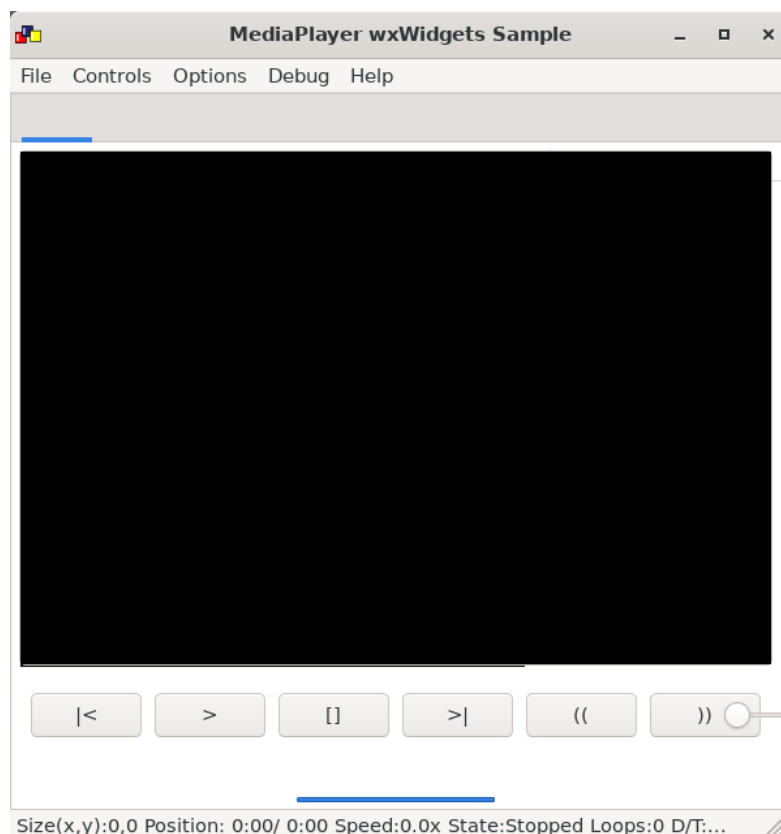 MediaPlayer wxWidgets Sample
File Controls Options Debug Help
|< > [] >| (( ))
Size(x,y):0,0 Position: 0:00/ 0:00 Speed:0.0x State:Stopped Loops:0 D/T:...